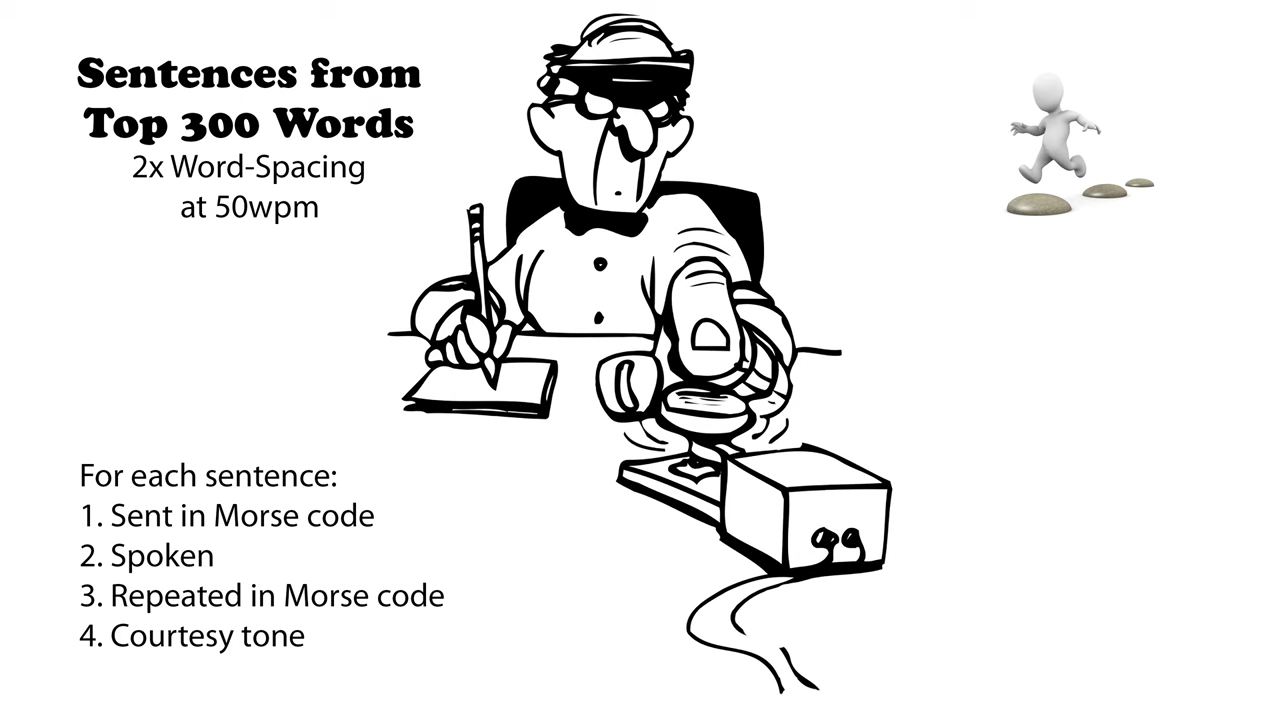 Sentences from
Top 300 Words
2x Word-Spacing
at 50wpm
For each sentence:
1. Sent in Morse code
2. Spoken
3. Repeated in Morse code
4. Courtesy tone